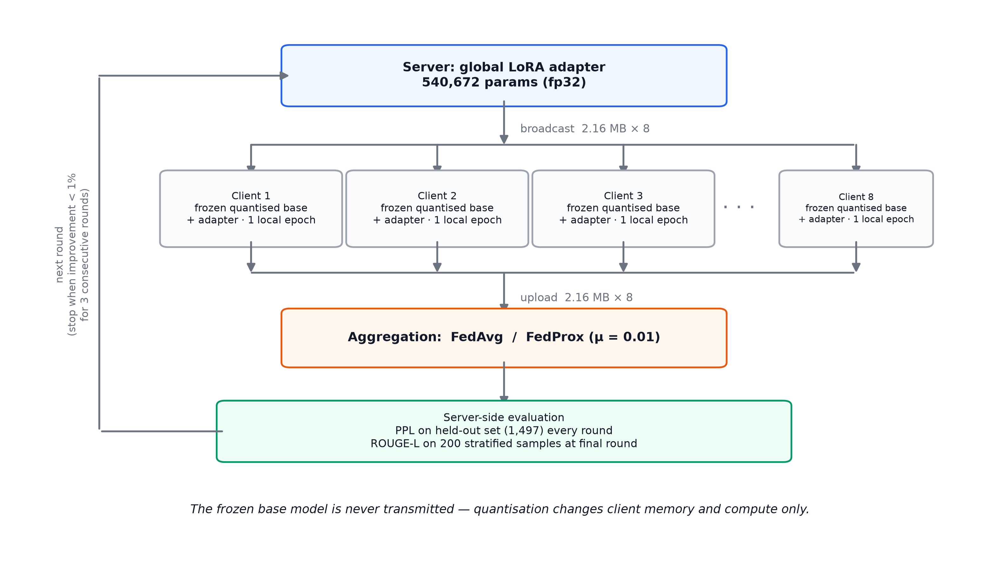 Server: global LoRA adapter
540,672 params (fp32)
broadcast  2.16 MB × 8
Client 1
frozen quantised base
+ adapter · 1 local epoch
Client 2
frozen quantised base
+ adapter · 1 local epoch
Client 3
frozen quantised base
+ adapter · 1 local epoch
· · ·
Client 8
frozen quantised base
+ adapter · 1 local epoch
next round
(stop when improvement < 1%
for 3 consecutive rounds)
upload  2.16 MB × 8
Aggregation:  FedAvg  /  FedProx (μ = 0.01)
Server-side evaluation
PPL on held-out set (1,497) every round
ROUGE-L on 200 stratified samples at final round
The frozen base model is never transmitted — quantisation changes client memory and compute only.